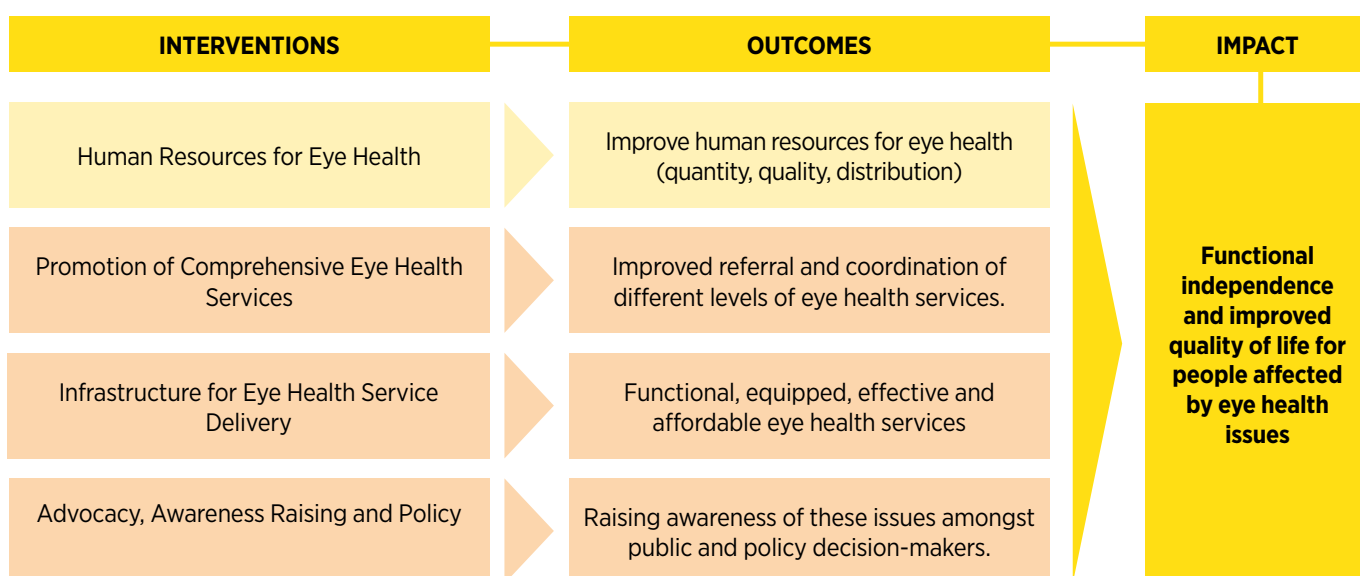 INTERVENTIONS
OUTCOMES
IMPACT
Human Resources for Eye Health
Improve human resources for eye health
(quantity, quality, distribution)
Promotion of Comprehensive Eye Health
Services
Improved referral and coordination of
different levels of eye health services.
Infrastructure for Eye Health Service
Delivery
Functional, equipped, effective and
affordable eye health services
Advocacy, Awareness Raising and Policy
Raising awareness of these issues amongst
public and policy decision-makers.
Functional
independence
and improved
quality of life for
people affected
by eye health
issues